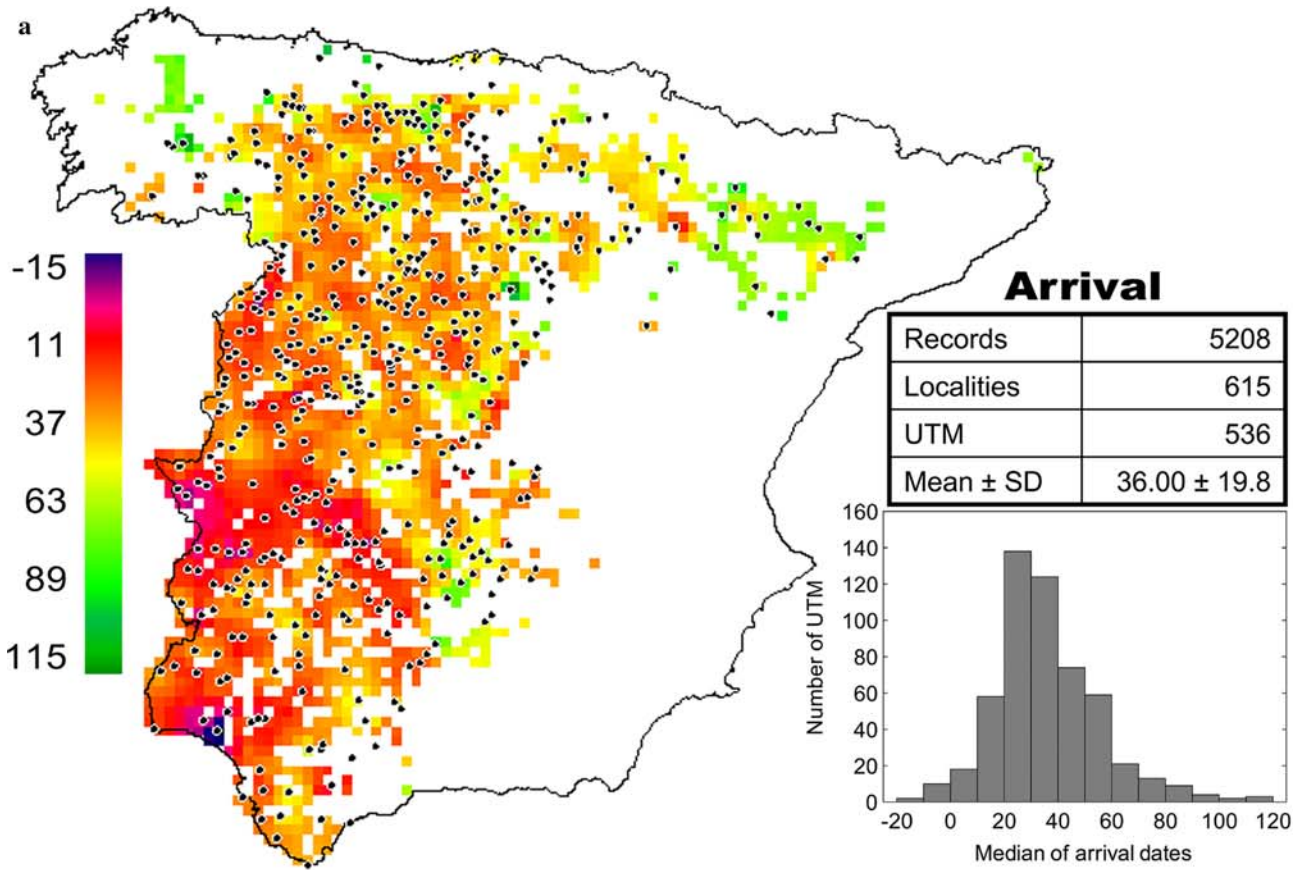 a
-15
11
37
63
89
115
Arrival
Records 5208
Localities 615
UTM 536
Mean ± SD 36.00 ± 19.8
160
140
120
100
80
60
40
20
0
Number of UTM
-20 0 20 40 60 80 100 120
Median of arrival dates